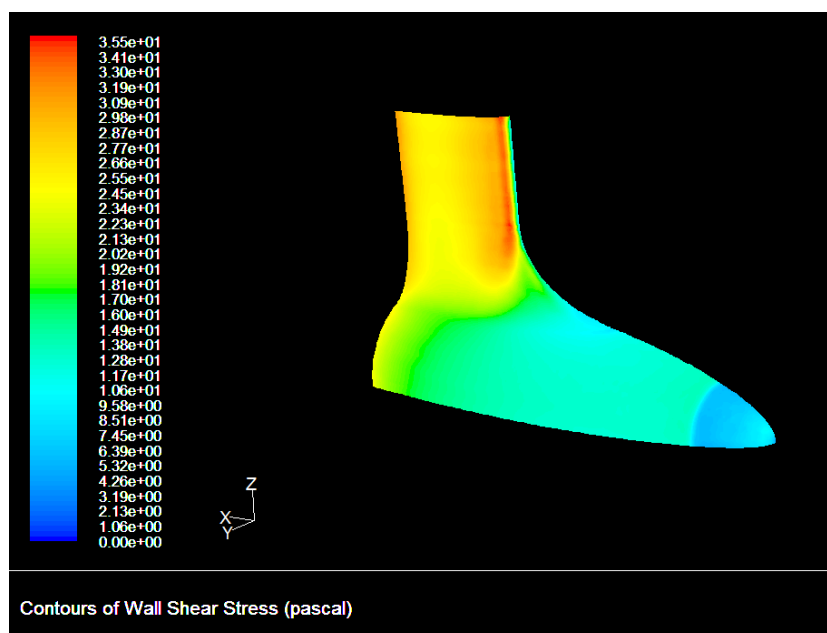 3.55e+01
3.41e+01
3.30e+01
3.19e+01
3.09e+01
2.98e+01
2.87e+01
2.77e+01
2.66e+01
2.55e+01
2.45e+01
2.34e+01
2.23e+01
2.13e+01
2.02e+01
1.92e+01
1.81e+01
1.70e+01
1.60e+01
1.49e+01
1.38e+01
1.28e+01
1.17e+01
1.06e+01
9.58e+00
8.51e+00
7.45e+00
6.39e+00
5.32e+00
4.26e+00
3.19e+00
2.13e+00
1.06e+00
0.00e+00
Z
X
Y
Contours of Wall Shear Stress (pascal)